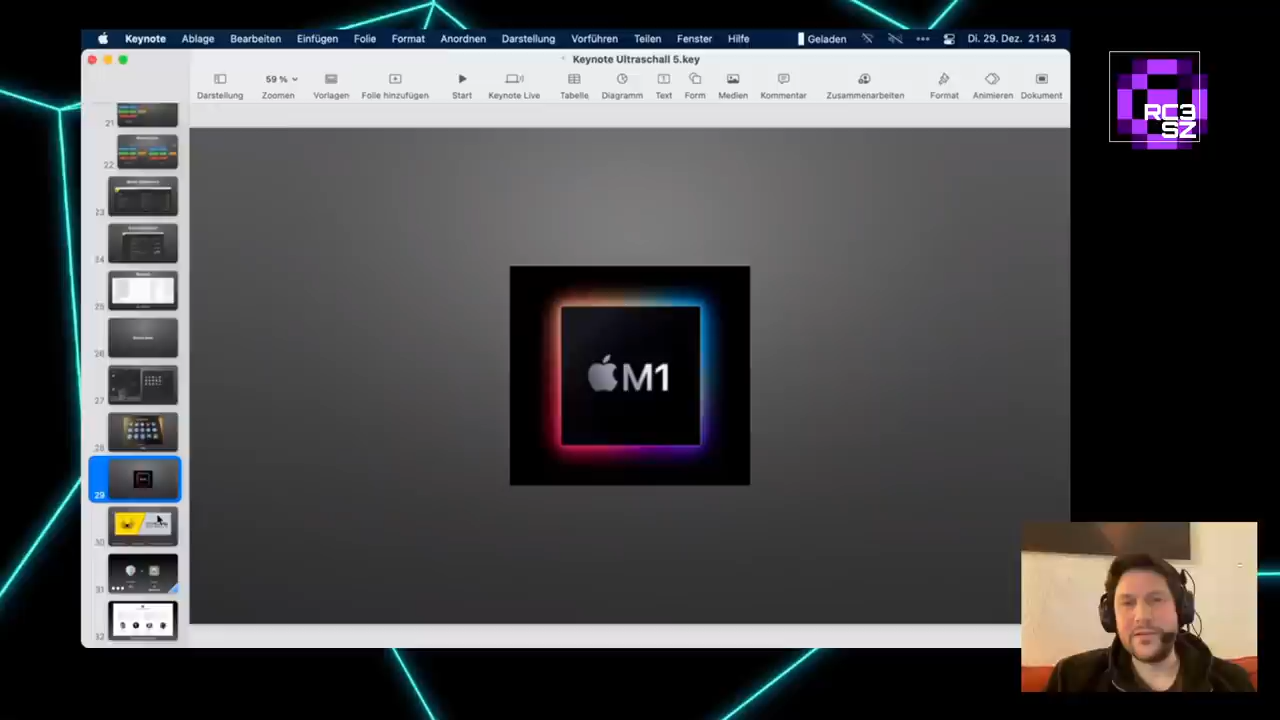 Keynote Ablage Bearbeiten Einfügen Folie Format Anordnen Darstellung Vorführen Teilen Fenster Hilfe Geladen Di. 29. Dez. 21:43
Keynote Ultraschall 5.key
59 %
Darstellung Zoomen Vorlagen Folie hinzufügen Start Keynote Live Tabelle Diagramm Text Form Medien Kommentar Zusammenarbeiten Format Animieren Dokument
RC3
SZ
21
22
23
24
25
26
27
28
29
30
31
32
M1